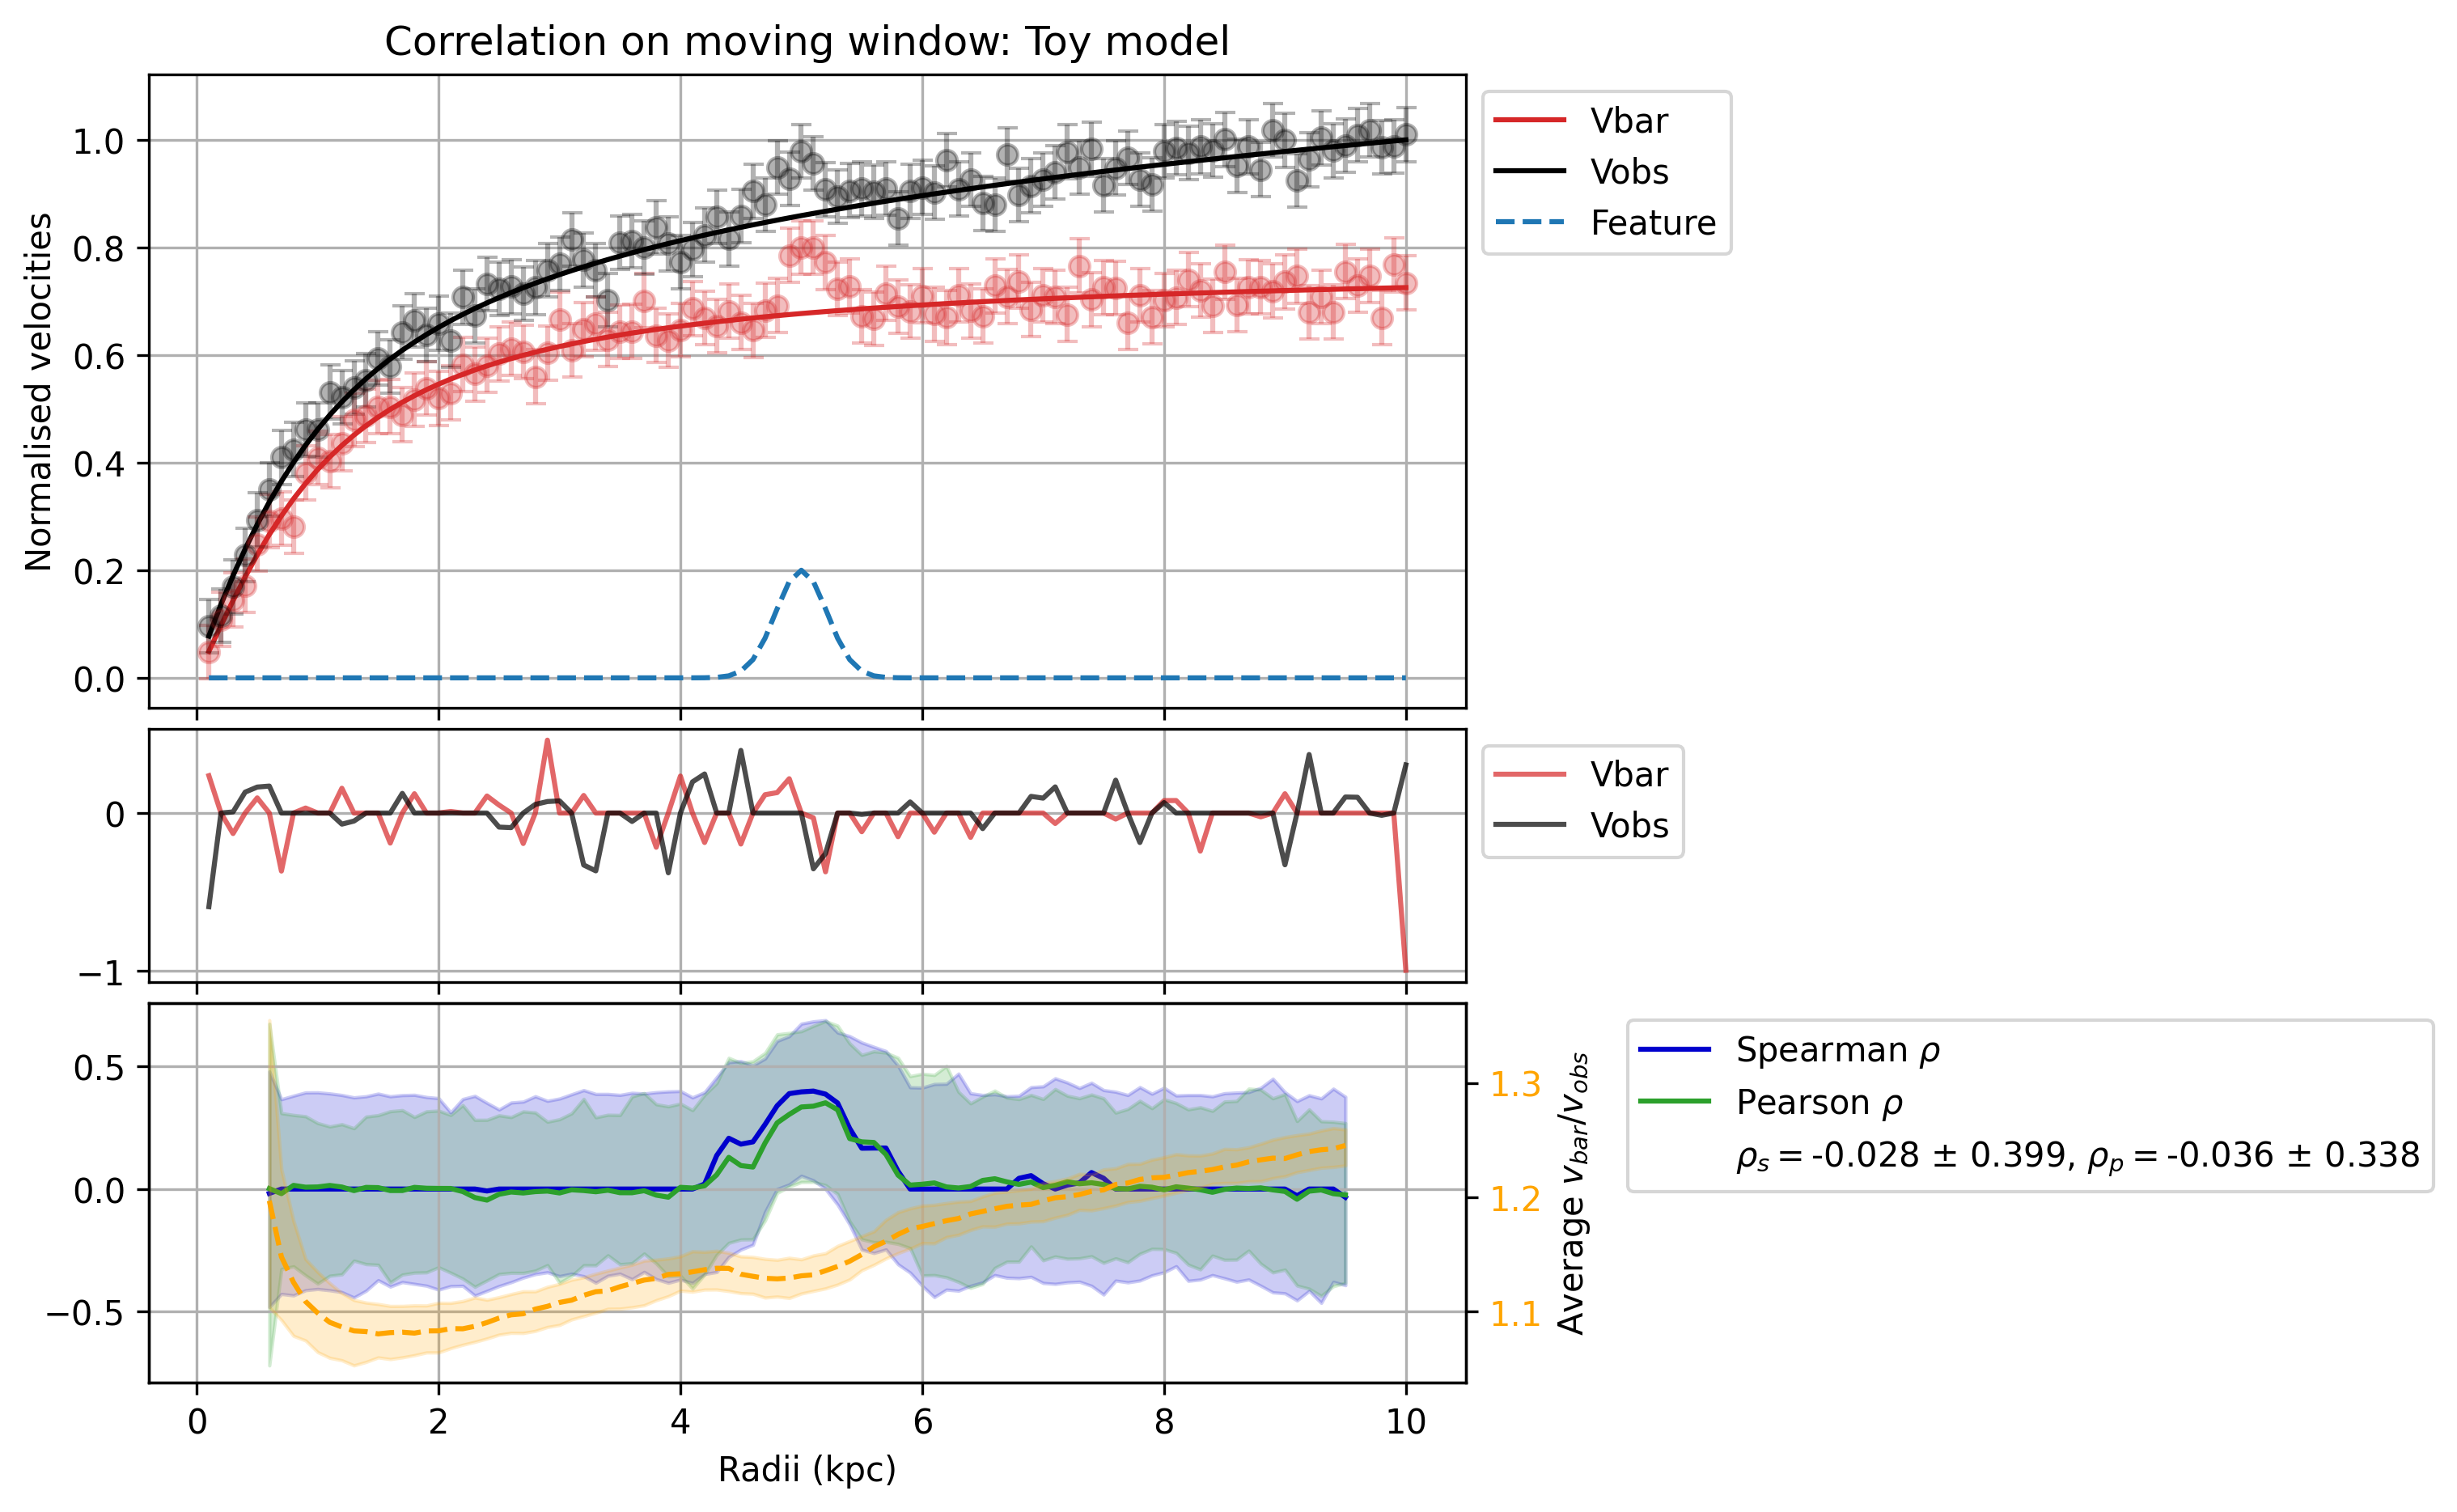 Correlation on moving window: Toy model
Normalised velocities
1.0
0.8
0.6
0.4
0.2
0.0
Vbar
Vobs
Feature
0
−1
Vbar
Vobs
0.5
0.0
−0.5
1.3
1.2
1.1
Average v_bar/v_obs
Spearman ρ
Pearson ρ
ρ_s = -0.028 ± 0.399, ρ_p = -0.036 ± 0.338
0 2 4 6 8 10
Radii (kpc)